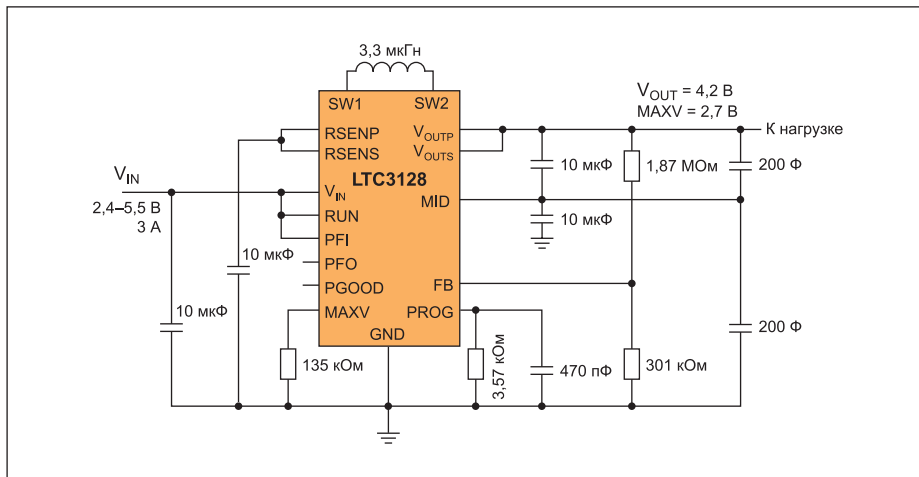 3,3 мкГн
SW1
SW2
V_OUT = 4,2 В
MAXV = 2,7 В
RSENP
RSENS
V_OUTP
V_OUTS
К нагрузке
LTC3128
10 мкФ
1,87 МОм
200 Ф
V_IN
2,4–5,5 В
3 А
V_IN
RUN
PFI
PFO
PGOOD
MAXV
MID
10 мкФ
FB
PROG
GND
10 мкФ
10 мкФ
135 кОм
3,57 кОм
470 пФ
301 кОм
200 Ф